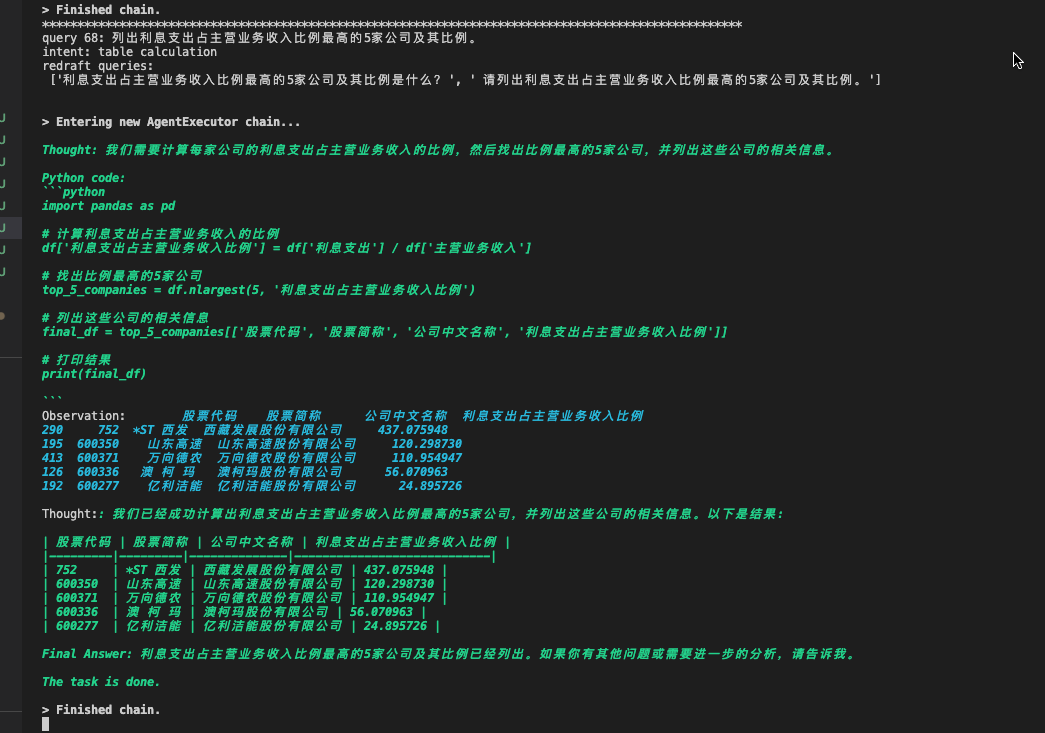 > Finished chain.
****************************************************************************************************
query 68: 列出利息支出占主营业务收入比例最高的5家公司及其比例。
intent: table calculation
redraft queries:
['利息支出占主营业务收入比例最高的5家公司及其比例是什么？', ' 请列出利息支出占主营业务收入比例最高的5家公司及其比例。']
> Entering new AgentExecutor chain...
Thought: 我们需要计算每家公司的利息支出占主营业务收入的比例，然后找出比例最高的5家公司，并列出这些公司的相关信息。
Python code:
```python
import pandas as pd
# 计算利息支出占主营业务收入的比例
df['利息支出占主营业务收入比例'] = df['利息支出'] / df['主营业务收入']
# 找出比例最高的5家公司
top_5_companies = df.nlargest(5, '利息支出占主营业务收入比例')
# 列出这些公司的相关信息
final_df = top_5_companies[['股票代码', '股票简称', '公司中文名称', '利息支出占主营业务收入比例']]
# 打印结果
print(final_df)
```
Observation: 股票代码 股票简称 公司中文名称 利息支出占主营业务收入比例
290 752 *ST 西发 西藏发展股份有限公司 437.075948
195 600350 山东高速 山东高速股份有限公司 120.298730
413 600371 万向德农 万向德农股份有限公司 110.954947
126 600336 澳 柯 玛 澳柯玛股份有限公司 56.070963
192 600277 亿利洁能 亿利洁能股份有限公司 24.895726
Thought:: 我们已经成功计算出利息支出占主营业务收入比例最高的5家公司，并列出这些公司的相关信息。以下是结果：
| 股票代码 | 股票简称 | 公司中文名称 | 利息支出占主营业务收入比例 |
|---------|---------|--------------|----------------------------|
| 752 | *ST 西发 | 西藏发展股份有限公司 | 437.075948 |
| 600350 | 山东高速 | 山东高速股份有限公司 | 120.298730 |
| 600371 | 万向德农 | 万向德农股份有限公司 | 110.954947 |
| 600336 | 澳 柯 玛 | 澳柯玛股份有限公司 | 56.070963 |
| 600277 | 亿利洁能 | 亿利洁能股份有限公司 | 24.895726 |
Final Answer: 利息支出占主营业务收入比例最高的5家公司及其比例已经列出。如果你有其他问题或需要进一步的分析，请告诉我。
The task is done.
> Finished chain.